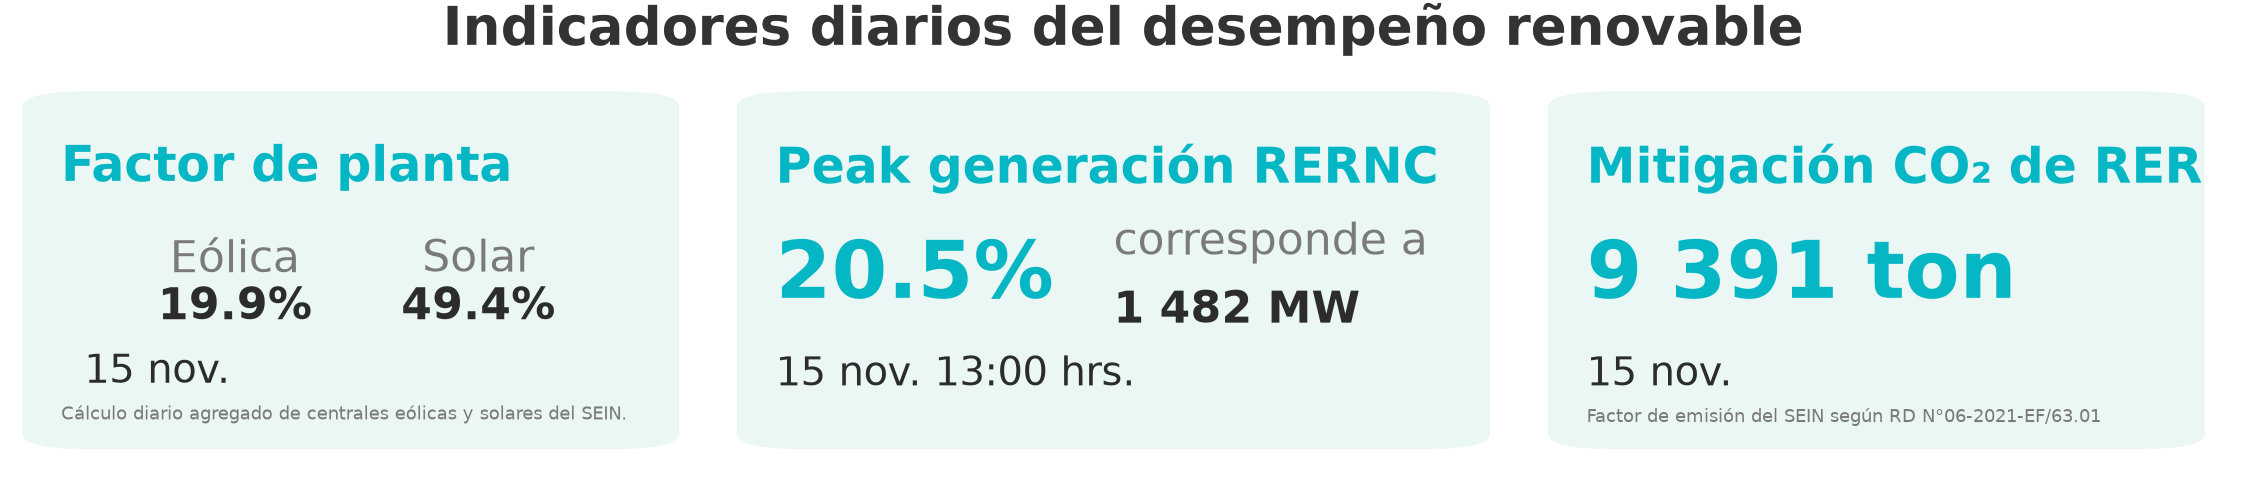 Indicadores diarios del desempeño renovable
Factor de planta
Eólica
19.9%
Solar
49.4%
15 nov.
Cálculo diario agregado de centrales eólicas y solares del SEIN.
Peak generación RERNC
20.5%
corresponde a
1 482 MW
15 nov. 13:00 hrs.
Mitigación CO₂ de RER
9 391 ton
15 nov.
Factor de emisión del SEIN según RD N°06-2021-EF/63.01